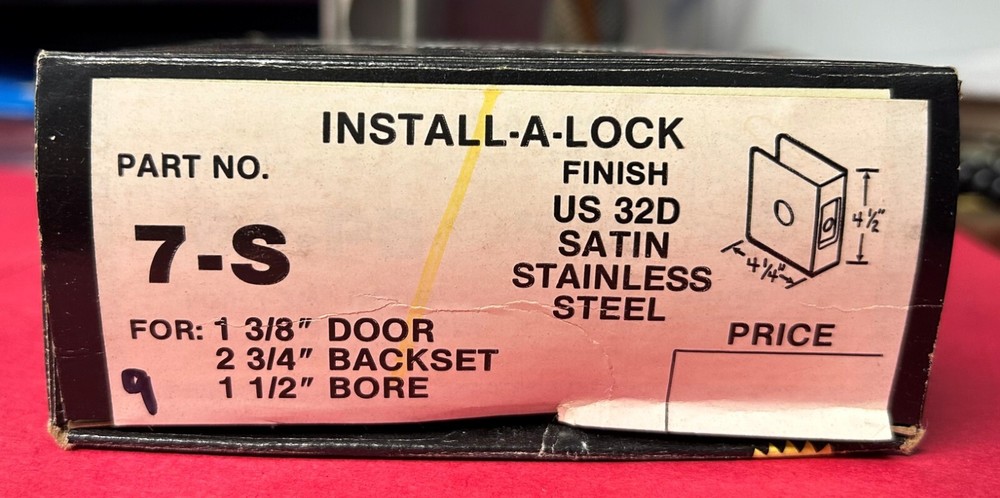 INSTALL-A-LOCK
PART NO.
7-S
FOR: 1 3/8" DOOR
2 3/4" BACKSET
1 1/2" BORE
9
FINISH
US 32D
SATIN
STAINLESS
STEEL
4 1/2"
4 1/4"
PRICE